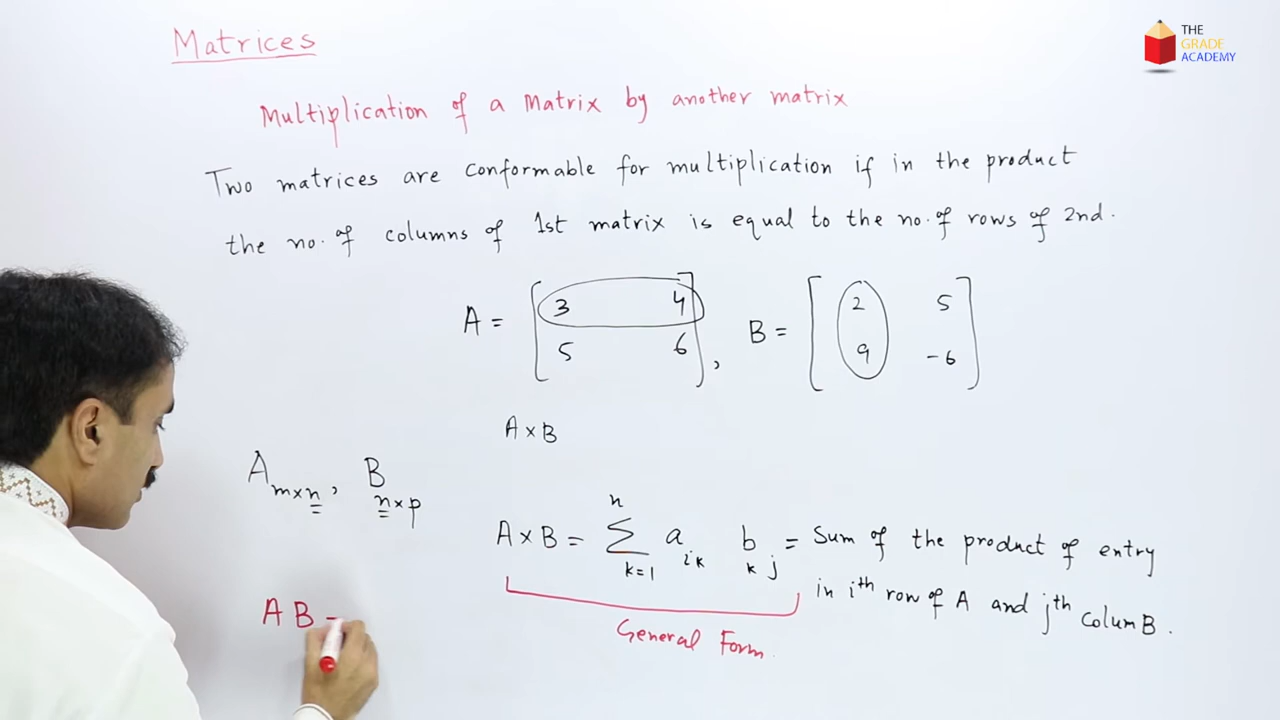 Matrices
THE
GRADE
ACADEMY
Multiplication of a Matrix by another matrix
Two matrices are conformable for multiplication if in the product
the no. of columns of 1st matrix is equal to the no. of rows of 2nd.
A = [3 4
5 6], B = [2 5
9 -6]
A × B
A m×n, B n×p
A × B = n ∑ k=1 a ik b kj = Sum of the product of entry
in i th row of A and j th colum B.
General Form.
A B =